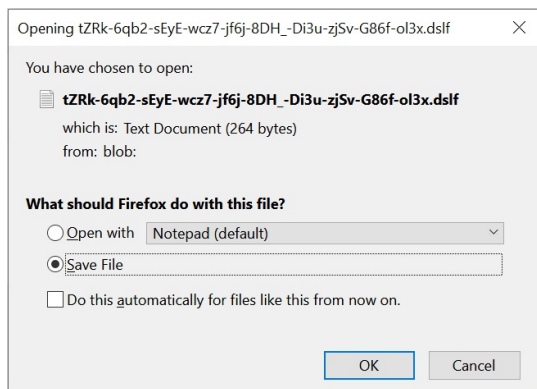 Opening tZRk-6qb2-sEyE-wcz7-jf6j-8DH_-Di3u-zjSv-G86f-ol3x.dslf
You have chosen to open:
tZRk-6qb2-sEyE-wcz7-jf6j-8DH_-Di3u-zjSv-G86f-ol3x.dslf
which is: Text Document (264 bytes)
from: blob:
What should Firefox do with this file?
Open with Notepad (default)
Save File
Do this automatically for files like this from now on.
OK Cancel